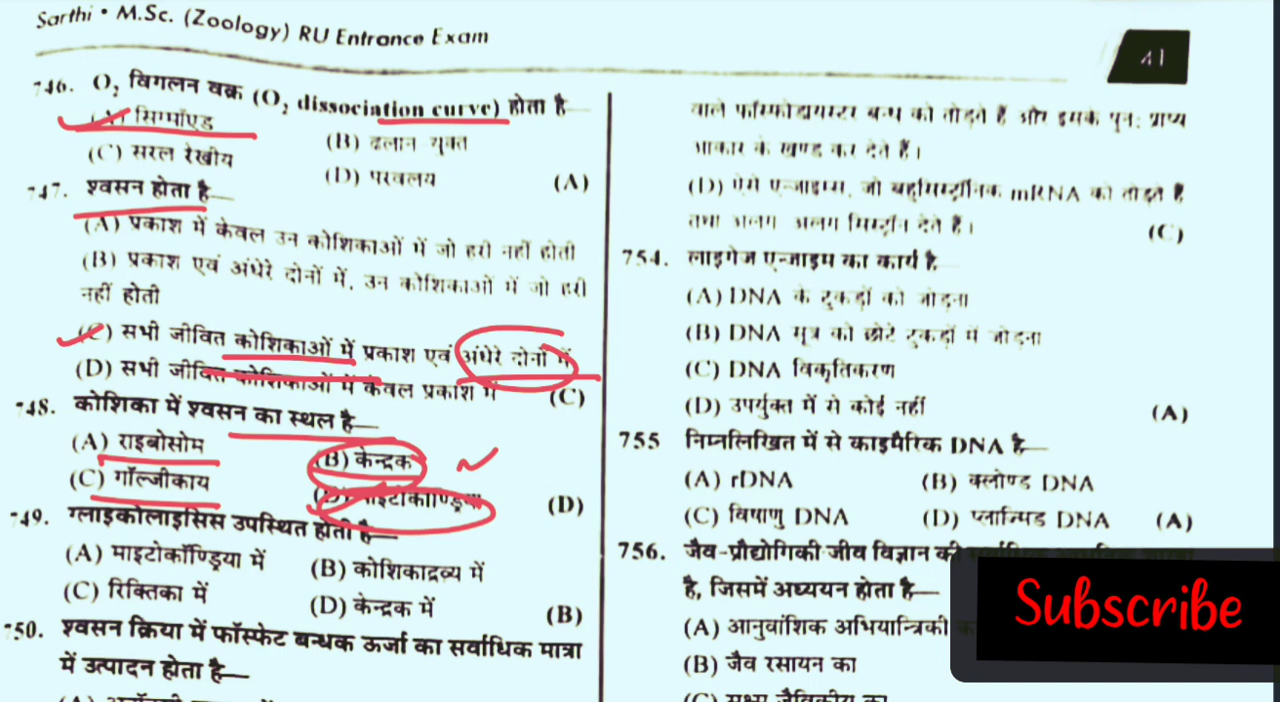 Sarthi • M.Sc. (Zoology) RU Entrance Exam
41
746. O₂ विगलन वक्र (O₂ dissociation curve) होता है—
(A) सिग्मॉएड
(B) ढलान युक्त
(C) सरल रेखीय
(D) परवलय (A)
747. श्वसन होता है—
(A) प्रकाश में केवल उन कोशिकाओं में जो हरी नहीं होती
(B) प्रकाश एवं अंधेरे दोनों में, उन कोशिकाओं में जो हरी
नहीं होती
(C) सभी जीवित कोशिकाओं में प्रकाश एवं अंधेरे दोनों में
(D) सभी जीवित कोशिकाओं में केवल प्रकाश में (C)
748. कोशिका में श्वसन का स्थल है—
(A) राइबोसोम (B) केन्द्रक
(C) गॉल्जीकाय (D) माइटोकॉण्ड्रिया (D)
749. ग्लाइकोलाइसिस उपस्थित होती है—
(A) माइटोकॉण्ड्रिया में (B) कोशिकाद्रव्य में
(C) रिक्तिका में (D) केन्द्रक में (B)
750. श्वसन क्रिया में फॉस्फेट बन्धक ऊर्जा का सर्वाधिक मात्रा
में उत्पादन होता है—
वाले फॉस्फोडायस्टर बन्ध को तोड़ते हैं और इसके पुन: प्राप्य
आकार के खण्ड कर देते हैं।
(D) ऐसे एन्जाइम्स, जो बहुसिस्ट्रॉनिक mRNA को तोड़ते हैं
तथा अलग अलग सिस्ट्रॉन देते हैं। (C)
754. लाइगेज एन्जाइम का कार्य है
(A) DNA के टुकड़ों को जोड़ना
(B) DNA सूत्र को छोटे टुकड़ों में जोड़ना
(C) DNA विकृतिकरण
(D) उपर्युक्त में से कोई नहीं (A)
755 निम्नलिखित में से काइमैरिक DNA है—
(A) rDNA (B) क्लोण्ड DNA
(C) विषाणु DNA (D) प्लाज्मिड DNA (A)
756. जैव-प्रौद्योगिकी जीव विज्ञान की
है, जिसमें अध्ययन होता है—
(A) आनुवांशिक अभियान्त्रिकी
(B) जैव रसायन का
(C) सूक्ष्म जैविकीय का
Subscribe